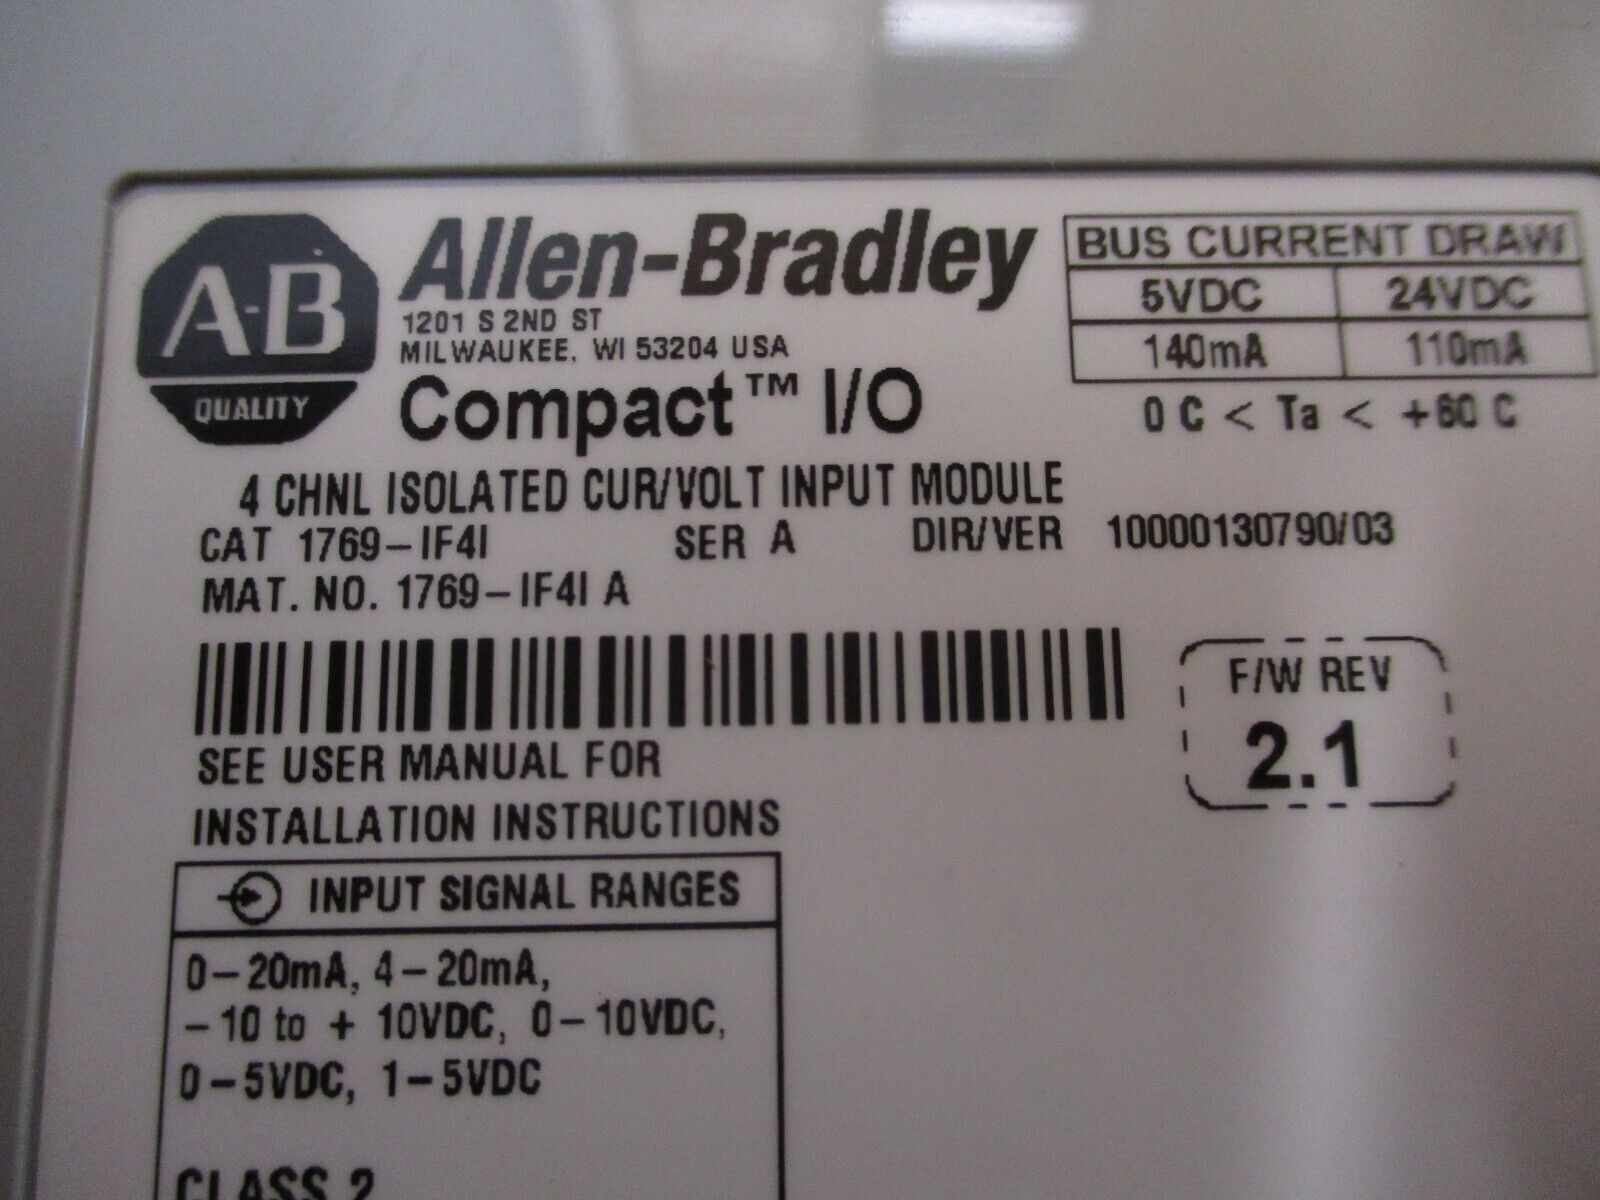 A-B
QUALITY
Allen-Bradley
1201 S 2ND ST
MILWAUKEE, WI 53204 USA
Compact™ I/O
BUS CURRENT DRAW
5VDC 24VDC
140mA 110mA
0 C < Ta < +60 C
4 CHNL ISOLATED CUR/VOLT INPUT MODULE
CAT 1769-IF4I SER A DIR/VER 10000130790/03
MAT. NO. 1769-IF4I A
F/W REV
2.1
SEE USER MANUAL FOR
INSTALLATION INSTRUCTIONS
INPUT SIGNAL RANGES
0-20mA, 4-20mA,
-10 to + 10VDC, 0-10VDC,
0-5VDC, 1-5VDC
CLASS 2